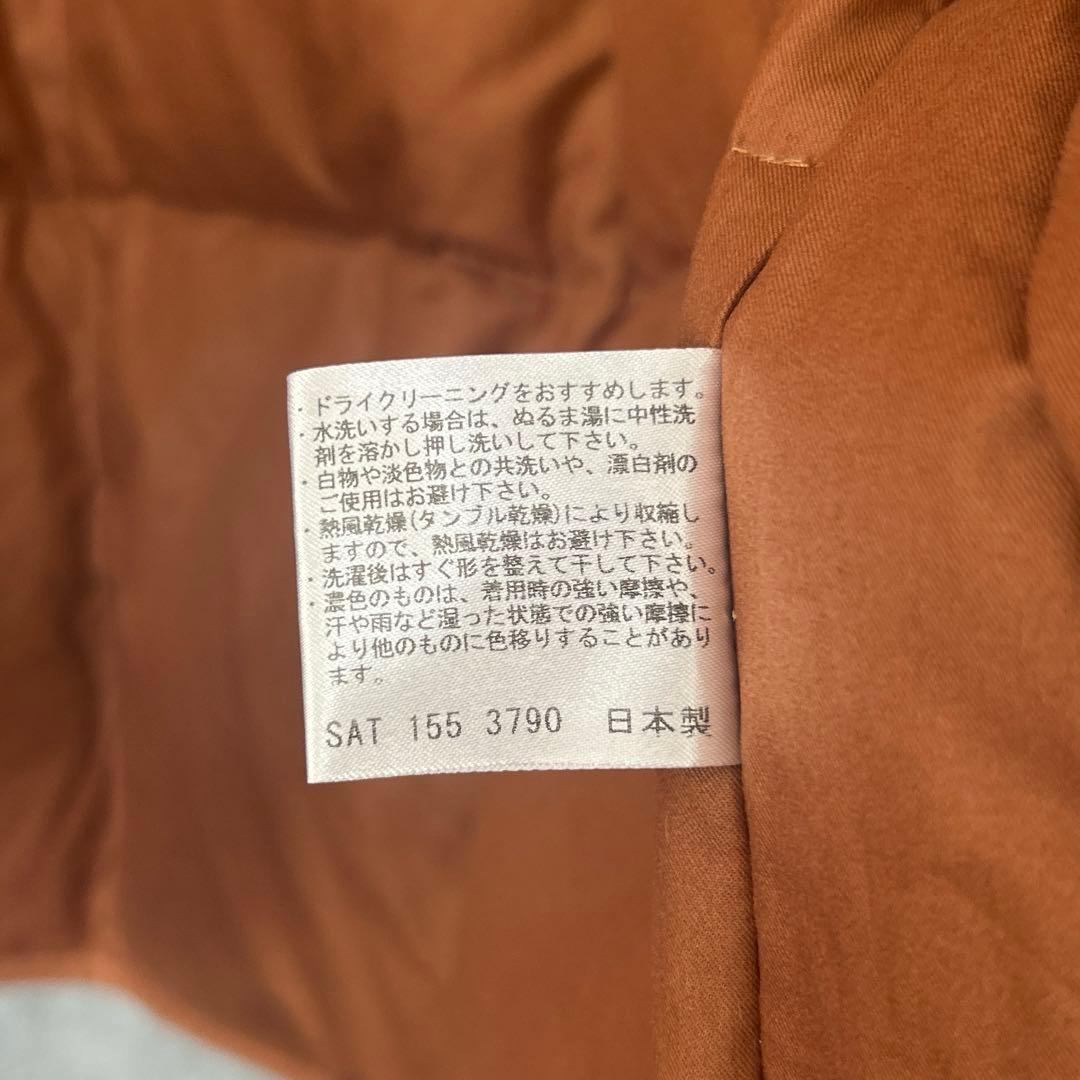 ・ドライクリーニングをおすすめします。
・水洗いする場合は、ぬるま湯に中性洗
剤を溶かし押し洗いして下さい。
・白物や淡色物との共洗いや、漂白剤の
ご使用はお避け下さい。
・熱風乾燥(タンブル乾燥)により収縮し
ますので、熱風乾燥はお避け下さい。
・洗濯後はすぐ形を整えて干して下さい。
・濃色のものは、着用時の強い摩擦や、
汗や雨など湿った状態での強い摩擦に
より他のものに色移りすることがあり
ます。
SAT 155 3790 日本製